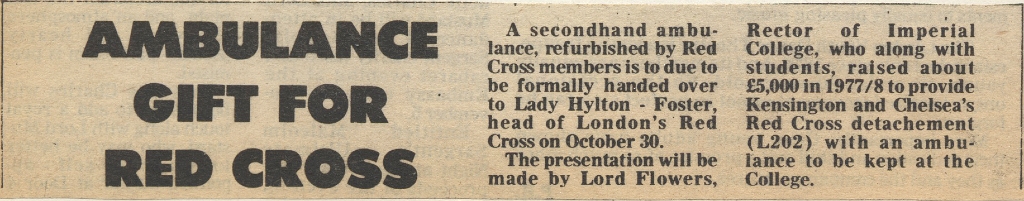 AMBULANCE
GIFT FOR
RED CROSS
A secondhand ambu-
lance, refurbished by Red
Cross members is to due to
be formally handed over
to Lady Hylton - Foster,
head of London's Red
Cross on October 30.
The presentation will be
made by Lord Flowers,
Rector of Imperial
College, who along with
students, raised about
£5,000 in 1977/8 to provide
Kensington and Chelsea's
Red Cross detachement
(L202) with an ambu-
lance to be kept at the
College.